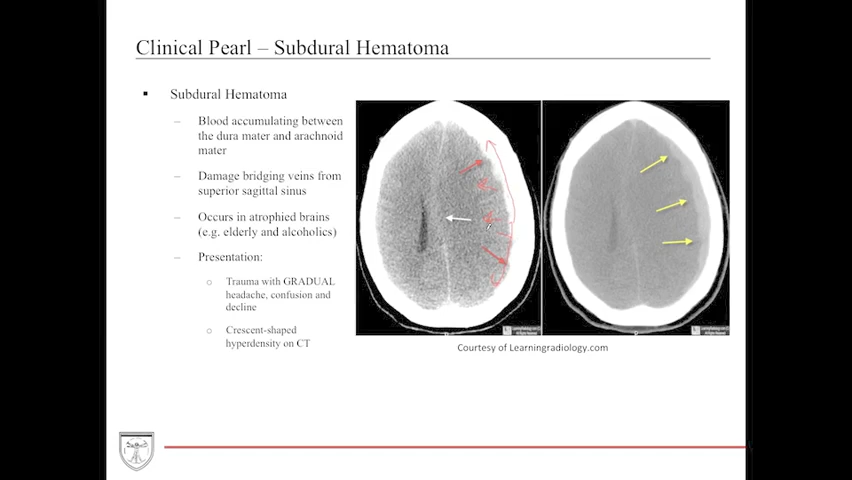 Clinical Pearl – Subdural Hematoma
▪ Subdural Hematoma
– Blood accumulating between
the dura mater and arachnoid
mater
– Damage bridging veins from
superior sagittal sinus
– Occurs in atrophied brains
(e.g. elderly and alcoholics)
– Presentation:
o Trauma with GRADUAL
headache, confusion and
decline
o Crescent-shaped
hyperdensity on CT
Courtesy of Learningradiology.com